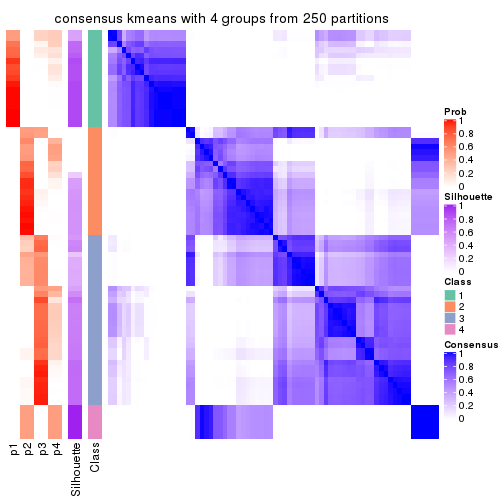 consensus kmeans with 4 groups from 250 partitions
Prob
1
0.8
0.6
0.4
0.2
0
Silhouette
1
0.8
0.6
0.4
0.2
0
Class
1
2
3
4
Consensus
1
0.8
0.6
0.4
0.2
0
p1
p2
p3
p4
Silhouette
Class